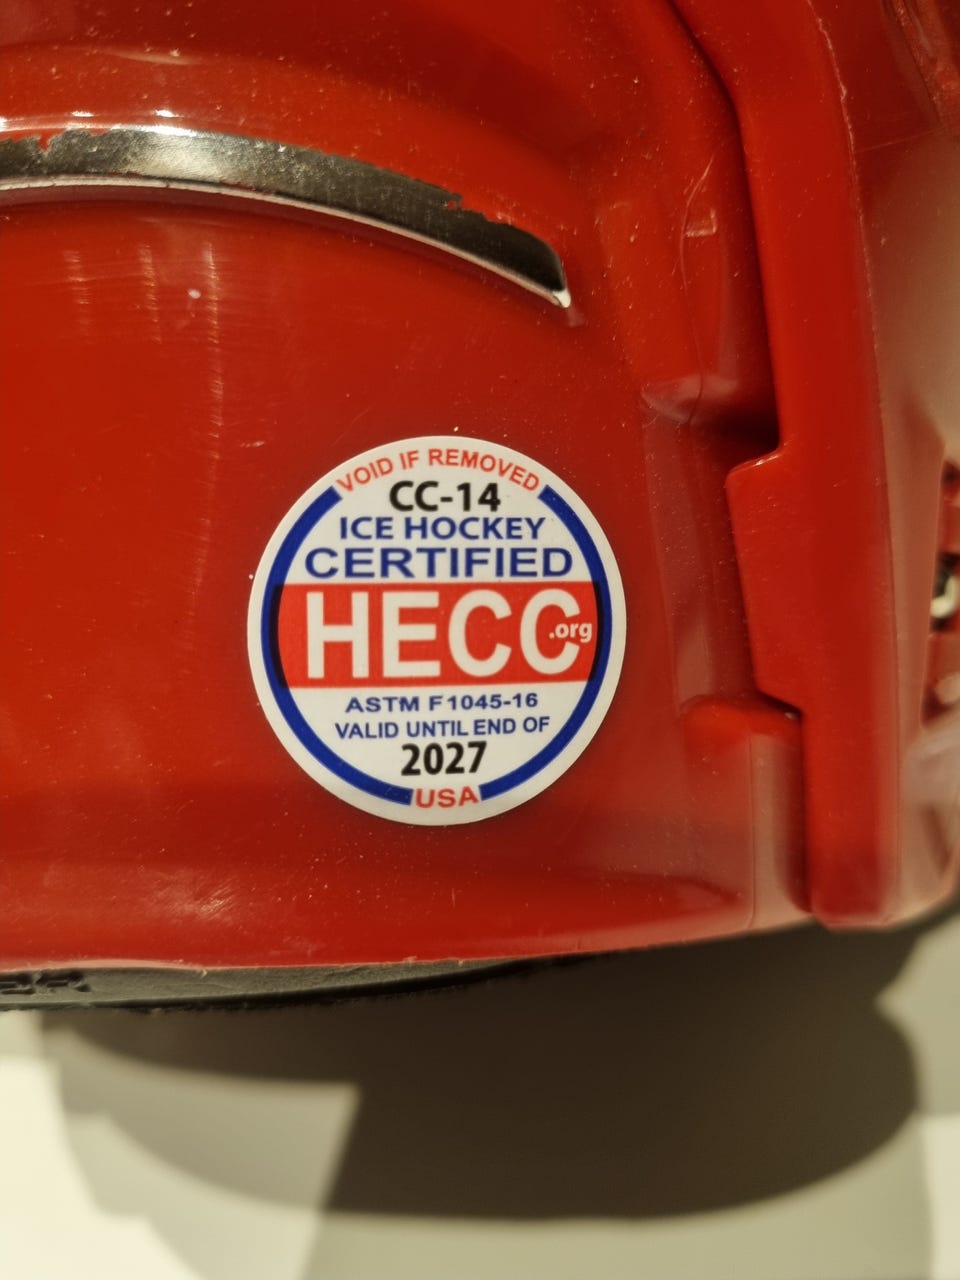 VOID IF REMOVED
CC-14
ICE HOCKEY
CERTIFIED
HECC.org
ASTM F1045-16
VALID UNTIL END OF
2027
USA